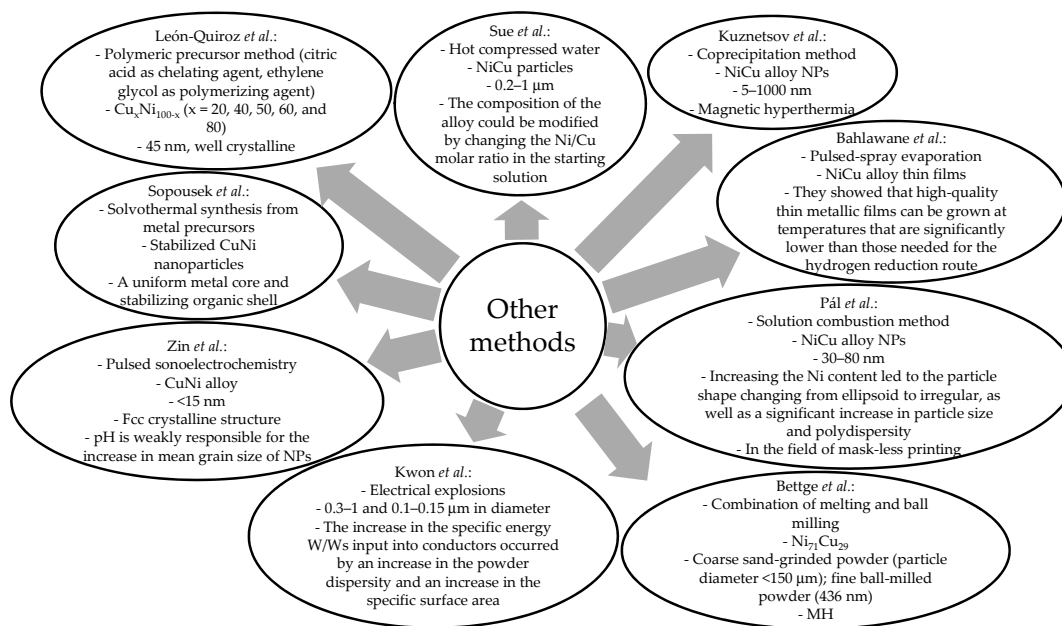 León-Quiroz et al.:
- Polymeric precursor method (citric
acid as chelating agent, ethylene
glycol as polymerizing agent)
- CuₓNi₁₀₀₋ₓ (x = 20, 40, 50, 60, and
80)
- 45 nm, well crystalline
Sue et al.:
- Hot compressed water
- NiCu particles
- 0.2–1 μm
- The composition of the
alloy could be modified
by changing the Ni/Cu
molar ratio in the starting
solution
Kuznetsov et al.:
- Coprecipitation method
- NiCu alloy NPs
- 5–1000 nm
- Magnetic hyperthermia
Bahlawane et al.:
- Pulsed-spray evaporation
- NiCu alloy thin films
- They showed that high-quality
thin metallic films can be grown at
temperatures that are significantly
lower than those needed for the
hydrogen reduction route
Sopousek et al.:
- Solvothermal synthesis from
metal precursors
- Stabilized CuNi
nanoparticles
- A uniform metal core and
stabilizing organic shell
Other
methods
Pál et al.:
- Solution combustion method
- NiCu alloy NPs
- 30–80 nm
- Increasing the Ni content led to the particle
shape changing from ellipsoid to irregular, as
well as a significant increase in particle size
and polydispersity
- In the field of mask-less printing
Zin et al.:
- Pulsed sonoelectrochemistry
- CuNi alloy
- <15 nm
- Fcc crystalline structure
- pH is weakly responsible for the
increase in mean grain size of NPs
Kwon et al.:
- Electrical explosions
- 0.3–1 and 0.1–0.15 μm in diameter
- The increase in the specific energy
W/Ws input into conductors occurred
by an increase in the powder
dispersity and an increase in the
specific surface area
Bettge et al.:
- Combination of melting and ball
milling
- Ni₇₁Cu₂₉
- Coarse sand-grinded powder (particle
diameter <150 μm); fine ball-milled
powder (436 nm)
- MH